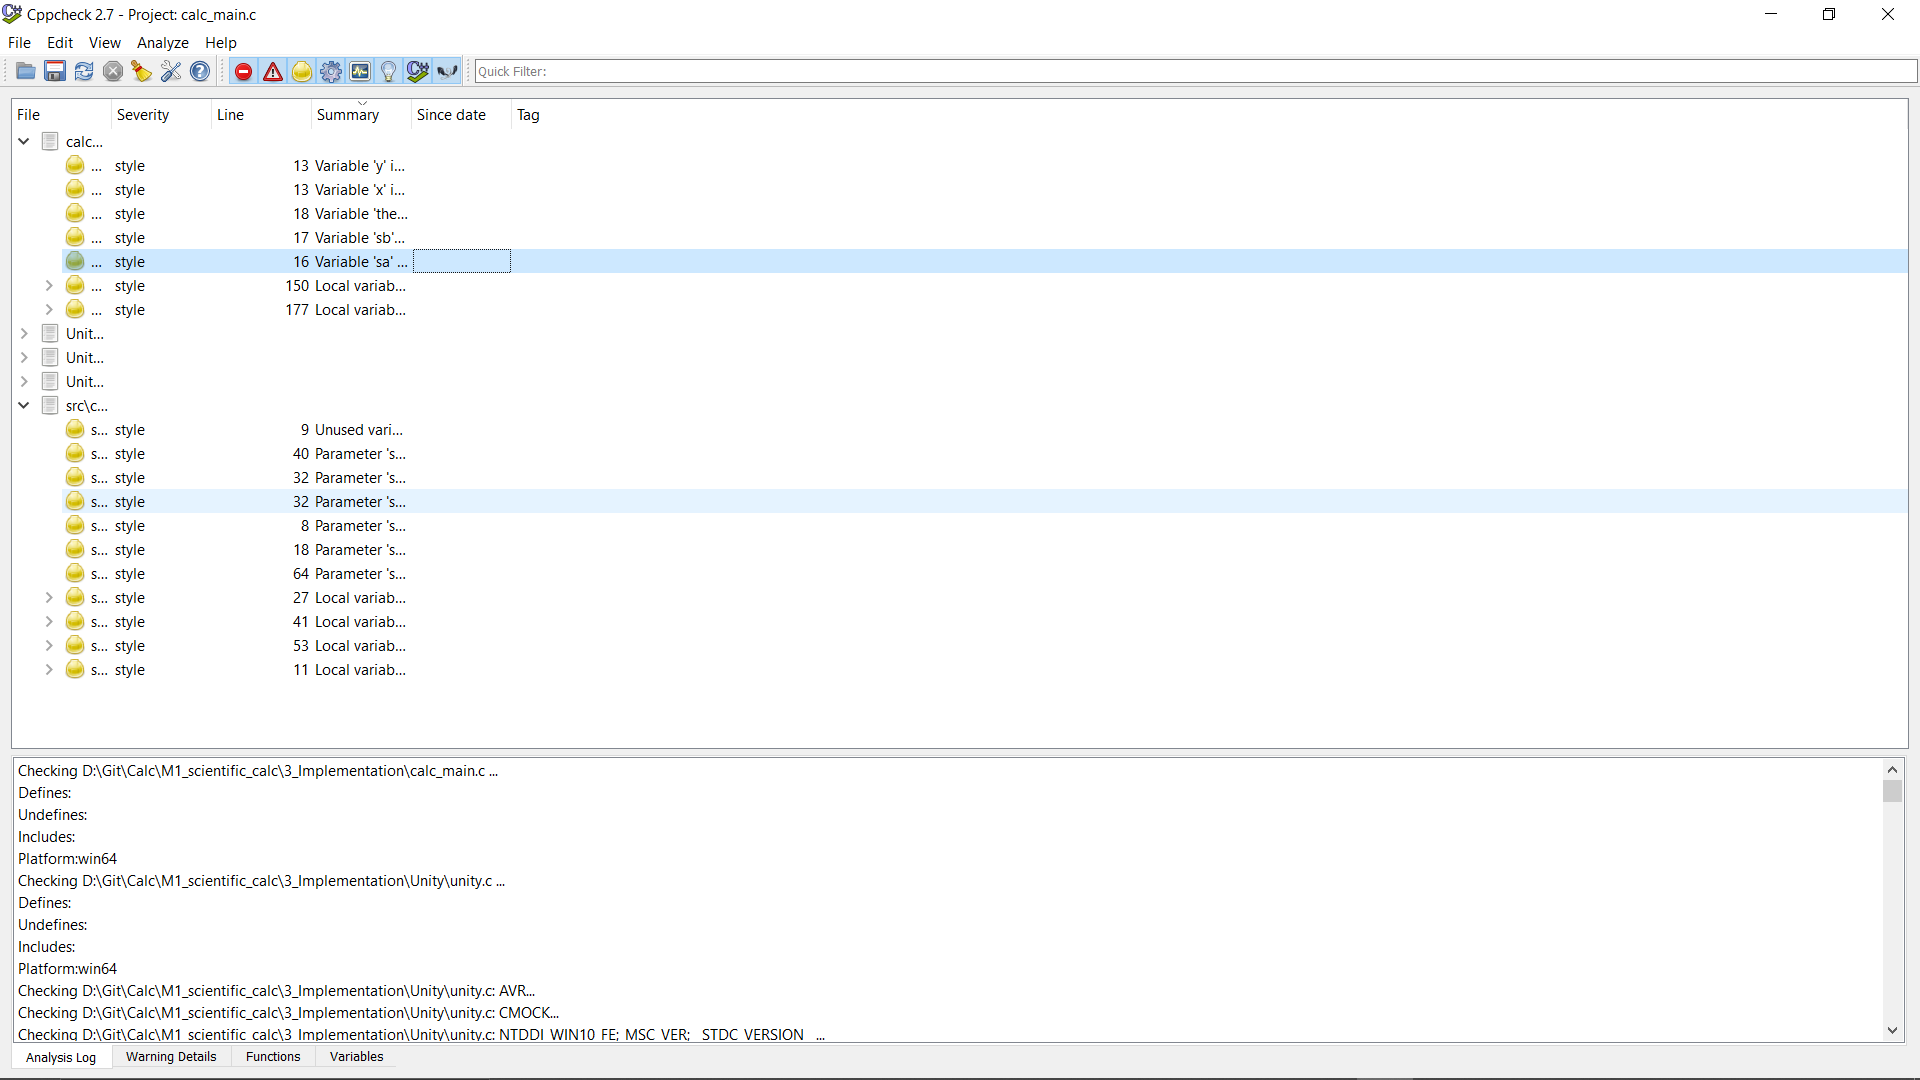 Cppcheck 2.7 - Project: calc_main.c
File Edit View Analyze Help
Quick Filter:
File Severity Line Summary Since date Tag
calc...
... style 13 Variable 'y' i...
... style 13 Variable 'x' i...
... style 18 Variable 'the...
... style 17 Variable 'sb'...
... style 16 Variable 'sa' ...
... style 150 Local variab...
... style 177 Local variab...
Unit...
Unit...
Unit...
src\c...
s... style 9 Unused vari...
s... style 40 Parameter 's...
s... style 32 Parameter 's...
s... style 32 Parameter 's...
s... style 8 Parameter 's...
s... style 18 Parameter 's...
s... style 64 Parameter 's...
s... style 27 Local variab...
s... style 41 Local variab...
s... style 53 Local variab...
s... style 11 Local variab...
Checking D:\Git\Calc\M1_scientific_calc\3_Implementation\calc_main.c ...
Defines:
Undefines:
Includes:
Platform:win64
Checking D:\Git\Calc\M1_scientific_calc\3_Implementation\Unity\unity.c ...
Defines:
Undefines:
Includes:
Platform:win64
Checking D:\Git\Calc\M1_scientific_calc\3_Implementation\Unity\unity.c: AVR...
Checking D:\Git\Calc\M1_scientific_calc\3_Implementation\Unity\unity.c: CMOCK...
Checking D:\Git\Calc\M1_scientific_calc\3_Implementation\Unity\unity.c: NTDDI_WIN10_FE;_MSC_VER;__STDC_VERSION__...
Analysis Log Warning Details Functions Variables